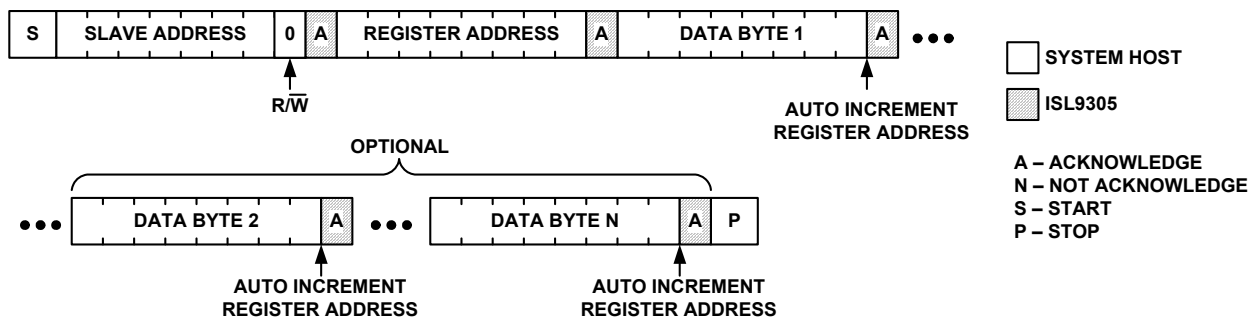 S SLAVE ADDRESS 0 A REGISTER ADDRESS A DATA BYTE 1 A
R/W̅
AUTO INCREMENT
REGISTER ADDRESS
SYSTEM HOST
ISL9305
A – ACKNOWLEDGE
N – NOT ACKNOWLEDGE
S – START
P – STOP
OPTIONAL
DATA BYTE 2 A DATA BYTE N A P
AUTO INCREMENT
REGISTER ADDRESS
AUTO INCREMENT
REGISTER ADDRESS